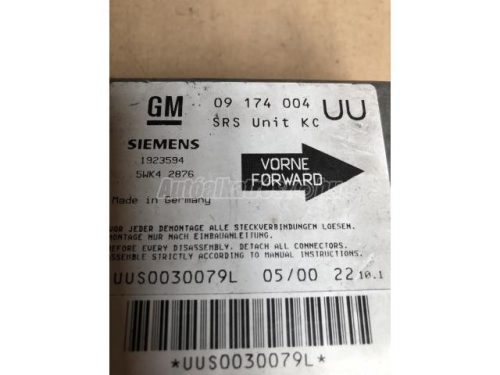 GM 09 174 004 UU
SRS Unit KC
SIEMENS
1923594
5WK4 2876
VORNE
FORWARD
Made in Germany
VOR JEDER DEMONTAGE ALLE STECKVERBINDUNGEN LOESEN.
MONTAGE NUR NACH EINBAUANLEITUNG.
BEFORE EVERY DISASSEMBLY, DETACH ALL CONNECTORS.
ASSEMBLE STRICTLY ACCORDING TO MANUAL INSTRUCTIONS.
UUS0030079L 05/00 22 10.1
*UUS0030079L*